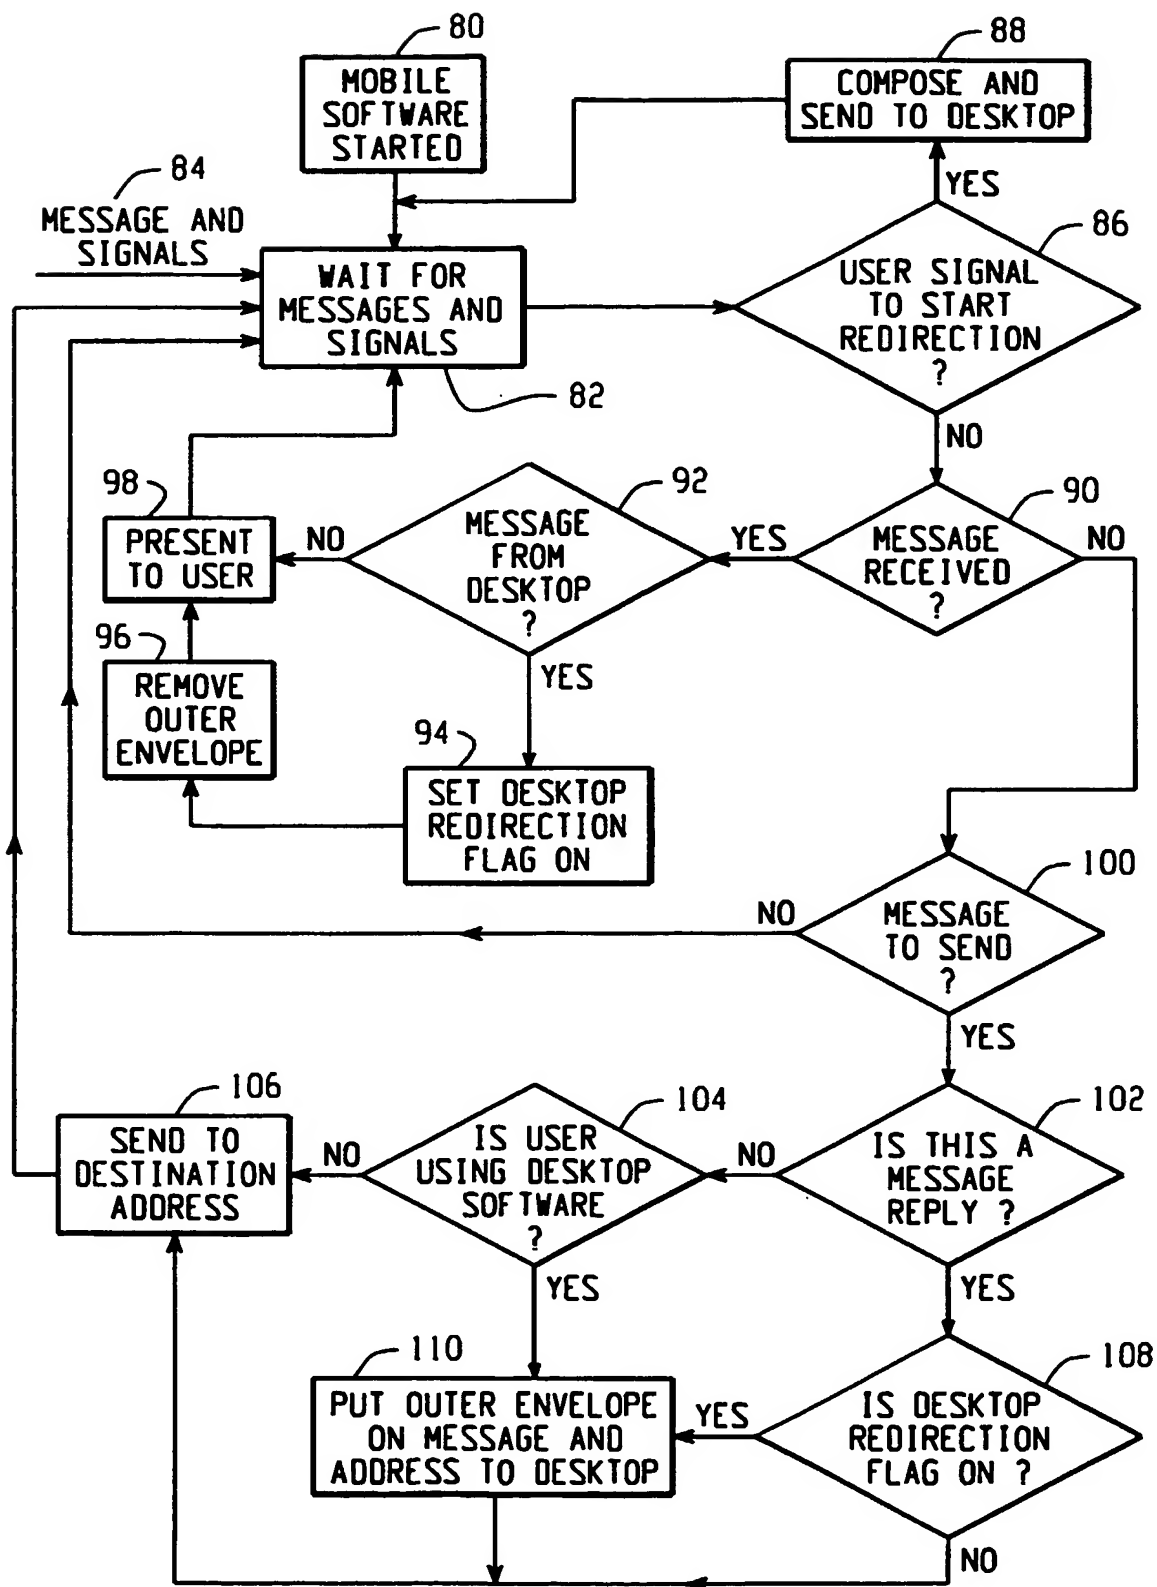 80
MOBILE
SOFTWARE
STARTED
88
COMPOSE AND
SEND TO DESKTOP
YES
84
MESSAGE AND
SIGNALS
WAIT FOR
MESSAGES AND
SIGNALS
82
86
USER SIGNAL
TO START
REDIRECTION
?
NO
98
PRESENT
TO USER
NO
92
MESSAGE
FROM
DESKTOP
?
YES
YES
90
MESSAGE
RECEIVED
?
NO
96
REMOVE
OUTER
ENVELOPE
94
SET DESKTOP
REDIRECTION
FLAG ON
100
MESSAGE
TO SEND
?
NO
YES
106
SEND TO
DESTINATION
ADDRESS
NO
104
IS USER
USING DESKTOP
SOFTWARE
?
YES
NO
102
IS THIS A
MESSAGE
REPLY ?
YES
110
PUT OUTER ENVELOPE
ON MESSAGE AND
ADDRESS TO DESKTOP
YES
108
IS DESKTOP
REDIRECTION
FLAG ON ?
NO